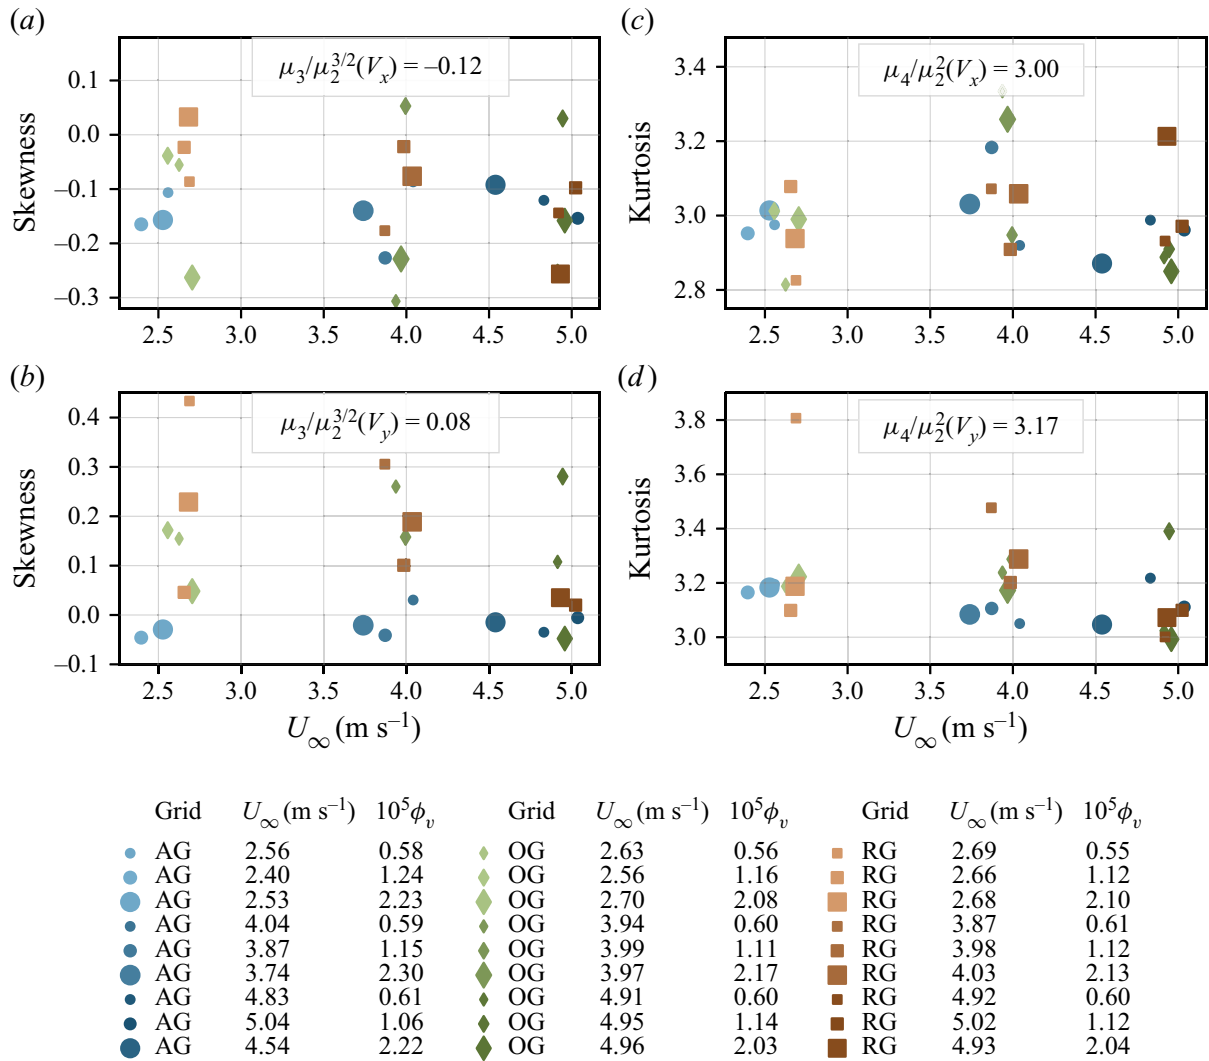 (a)
(c)
μ₃/μ₂^{3/2}(Vₓ) = –0.12
μ₄/μ₂²(Vₓ) = 3.00
Skewness
0.1
0.0
–0.1
–0.2
–0.3
2.5 3.0 3.5 4.0 4.5 5.0
Kurtosis
3.4
3.2
3.0
2.8
2.5 3.0 3.5 4.0 4.5 5.0
(b)
(d)
μ₃/μ₂^{3/2}(V_y) = 0.08
μ₄/μ₂²(V_y) = 3.17
Skewness
0.4
0.3
0.2
0.1
0.0
–0.1
2.5 3.0 3.5 4.0 4.5 5.0
U∞ (m s⁻¹)
Kurtosis
3.8
3.6
3.4
3.2
3.0
2.5 3.0 3.5 4.0 4.5 5.0
U∞ (m s⁻¹)
Grid U∞ (m s⁻¹) 10⁵ϕᵥ Grid U∞ (m s⁻¹) 10⁵ϕᵥ Grid U∞ (m s⁻¹) 10⁵ϕᵥ
AG 2.56 0.58 OG 2.63 0.56 RG 2.69 0.55
AG 2.40 1.24 OG 2.56 1.16 RG 2.66 1.12
AG 2.53 2.23 OG 2.70 2.08 RG 2.68 2.10
AG 4.04 0.59 OG 3.94 0.60 RG 3.87 0.61
AG 3.87 1.15 OG 3.99 1.11 RG 3.98 1.12
AG 3.74 2.30 OG 3.97 2.17 RG 4.03 2.13
AG 4.83 0.61 OG 4.91 0.60 RG 4.92 0.60
AG 5.04 1.06 OG 4.95 1.14 RG 5.02 1.12
AG 4.54 2.22 OG 4.96 2.03 RG 4.93 2.04